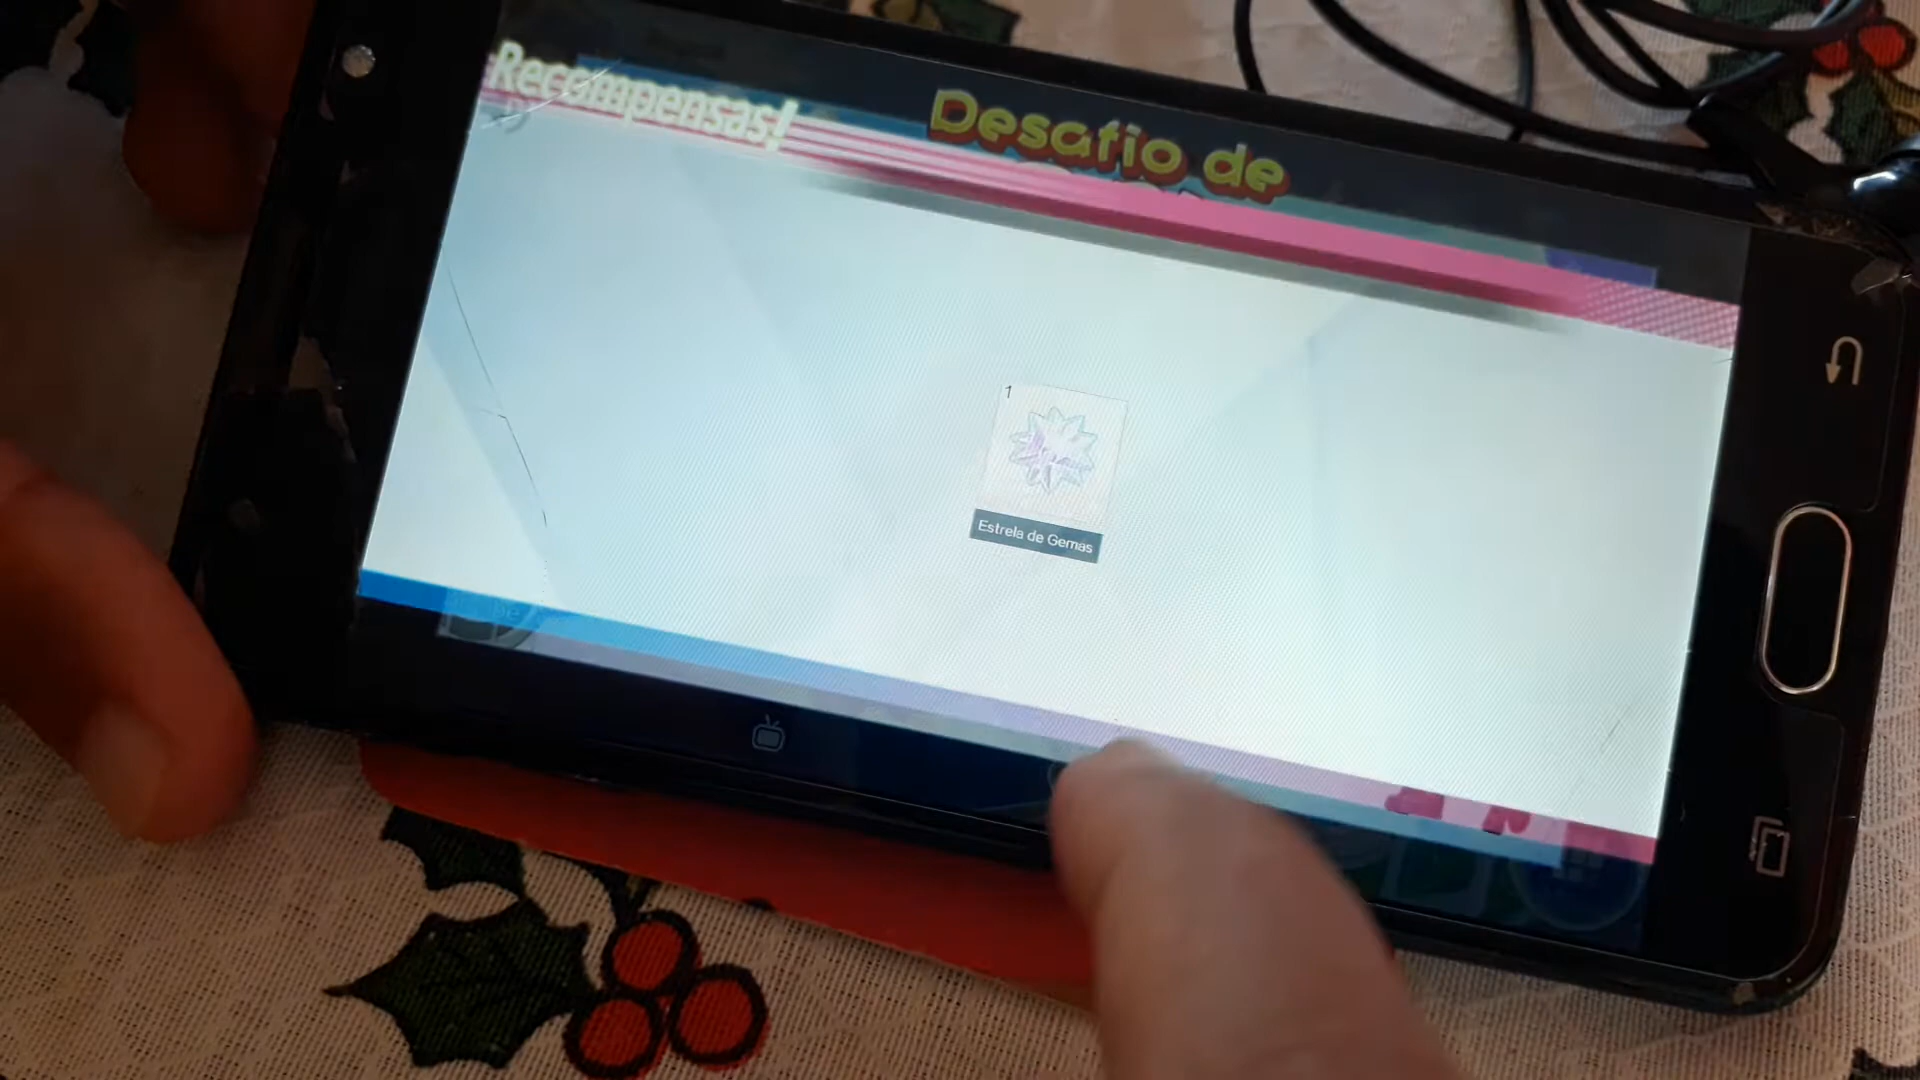 Recompensas!
Desafio de
1
Estrela de Gemas